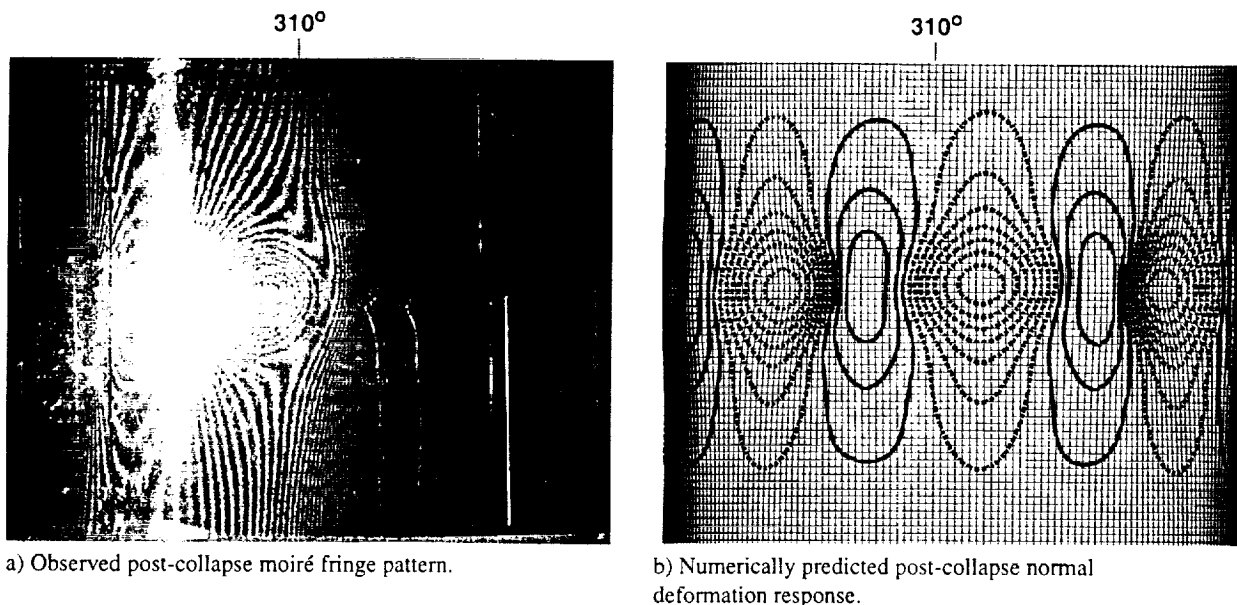 310°
310°
a) Observed post-collapse moiré fringe pattern.
b) Numerically predicted post-collapse normal
deformation response.